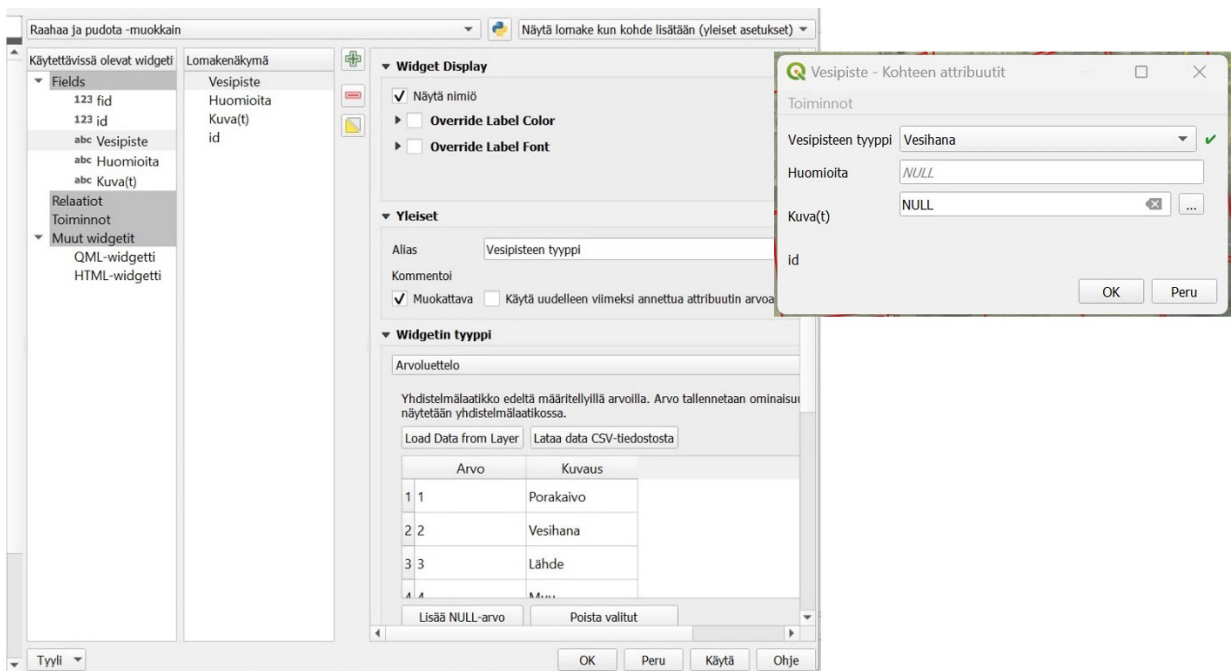 Raahaa ja pudota -muokkain
Näytä lomake kun kohde lisätään (yleiset asetukset)
Käytettävissä olevat widgeti
Fields
123 fid
123 id
abc Vesipiste
abc Huomioita
abc Kuva(t)
Relaatiot
Toiminnot
Muut widgetit
QML-widgetti
HTML-widgetti
Lomakenäkymä
Vesipiste
Huomioita
Kuva(t)
id
Widget Display
Näytä nimiö
Override Label Color
Override Label Font
Yleiset
Alias Vesipisteen tyyppi
Kommentoi
Muokattava Käytä uudelleen viimeksi annettua attribuutin arvoa
Widgetin tyyppi
Arvoluettelo
Yhdistelmälaatikko edeltä määritellyillä arvoilla. Arvo tallennetaan ominaisuu
näytetään yhdistelmälaatikossa.
Load Data from Layer Lataa data CSV-tiedostosta
Arvo Kuvaus
1 1 Porakaivo
2 2 Vesihana
3 3 Lähde
4 4 Muu
Lisää NULL-arvo Poista valitut
Tyyli OK Peru Käytä Ohje
Vesipiste - Kohteen attribuutit
Toiminnot
Vesipisteen tyyppi Vesihana
Huomioita NULL
Kuva(t) NULL ...
id
OK Peru